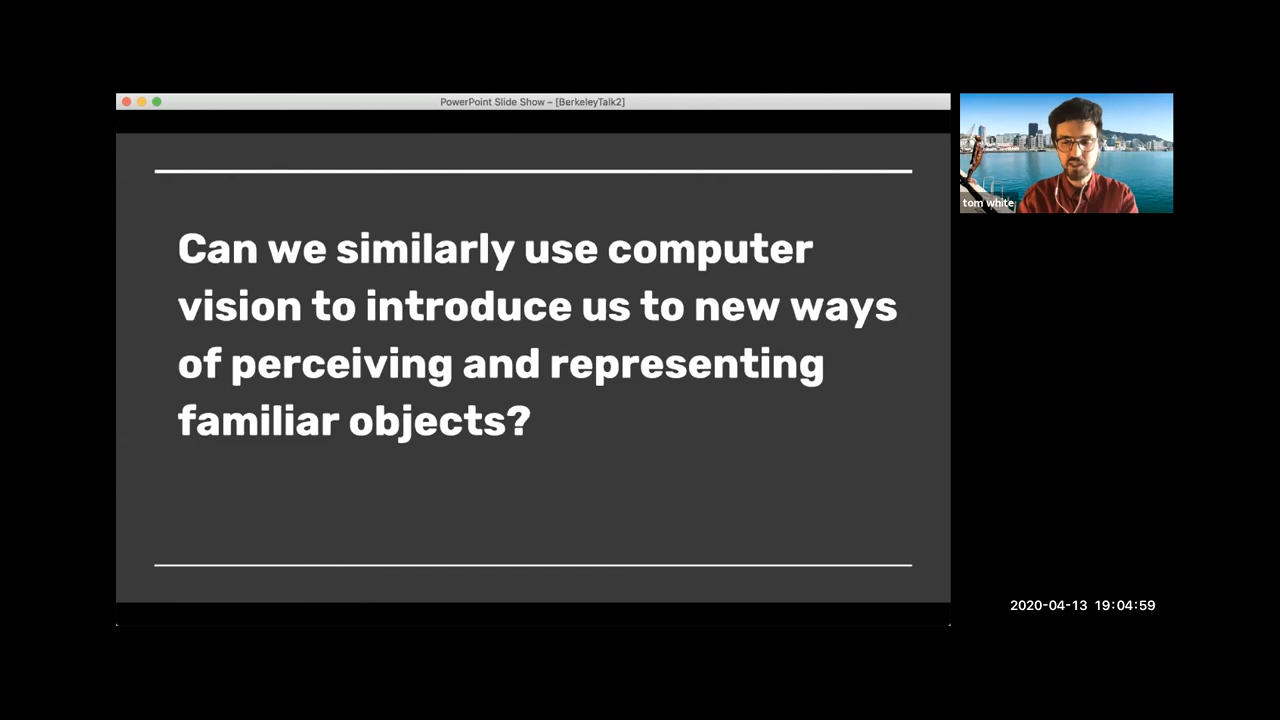 PowerPoint Slide Show – [BerkeleyTalk2]
Can we similarly use computer
vision to introduce us to new ways
of perceiving and representing
familiar objects?
tom white
2020-04-13 19:04:59